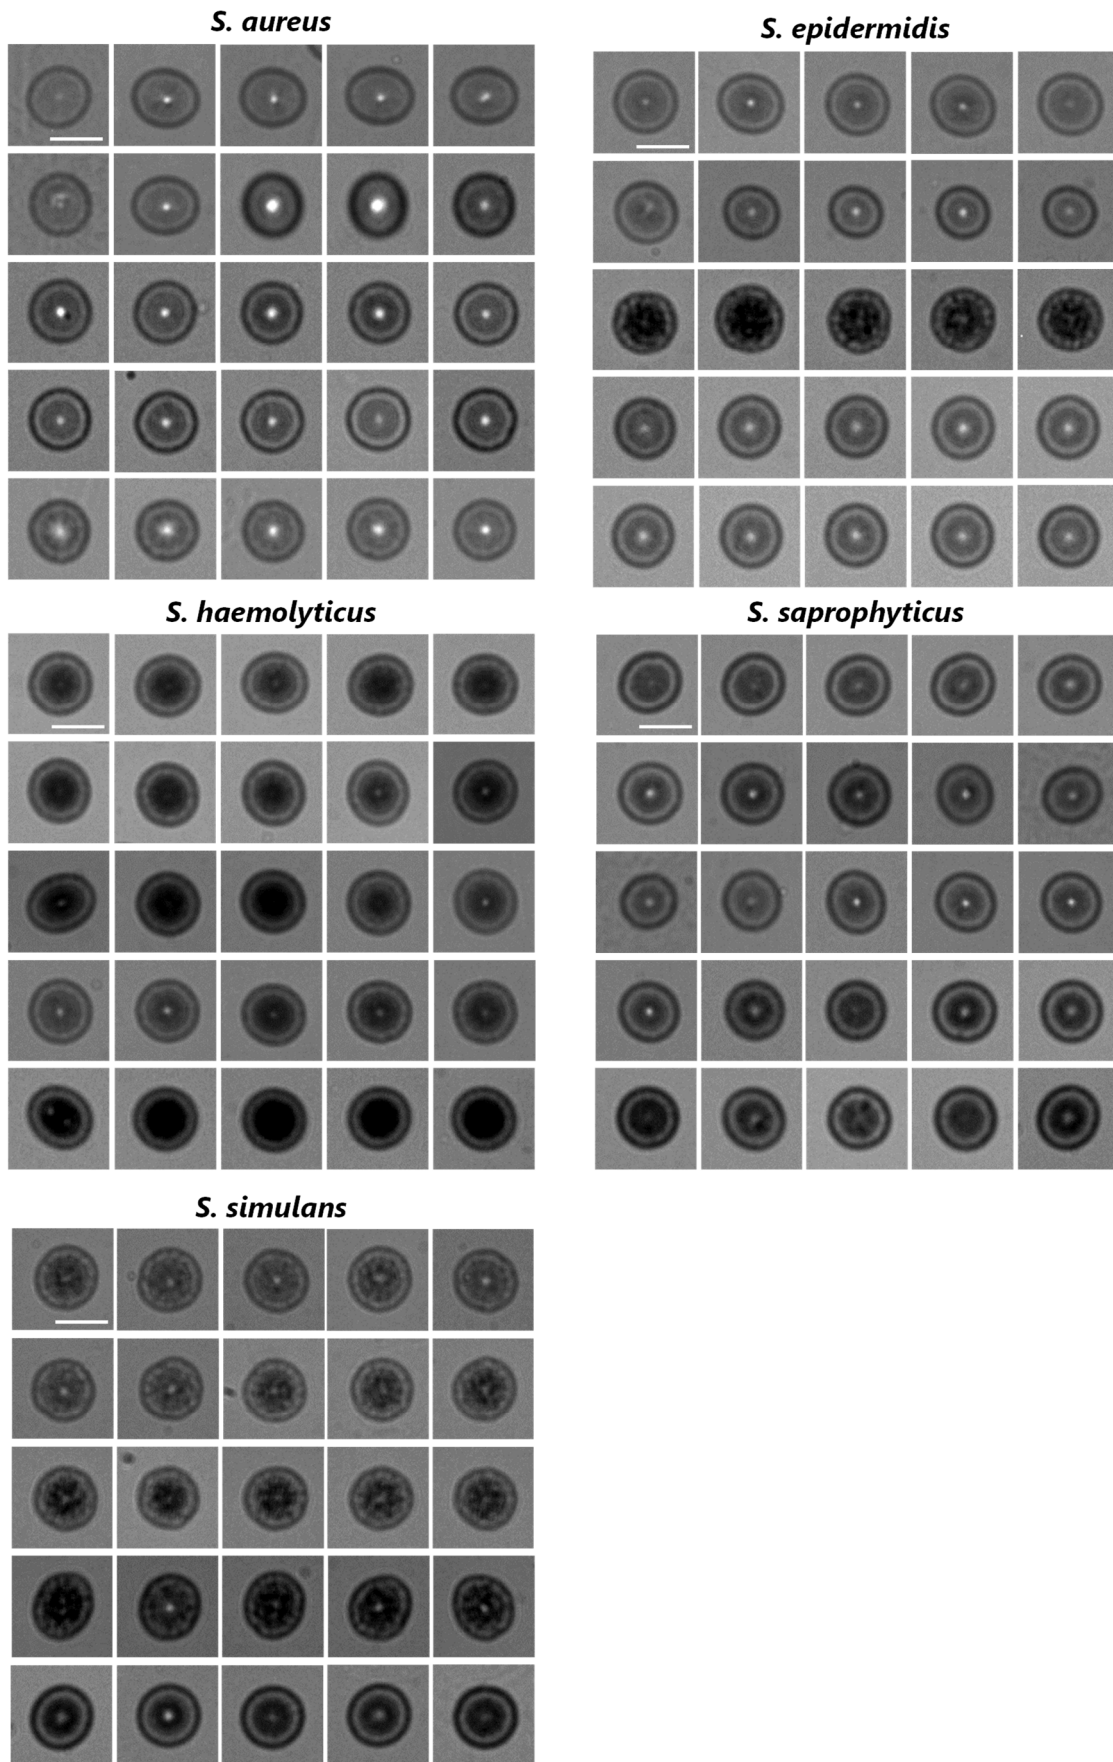 S. aureus
S. epidermidis
S. haemolyticus
S. saprophyticus
S. simulans